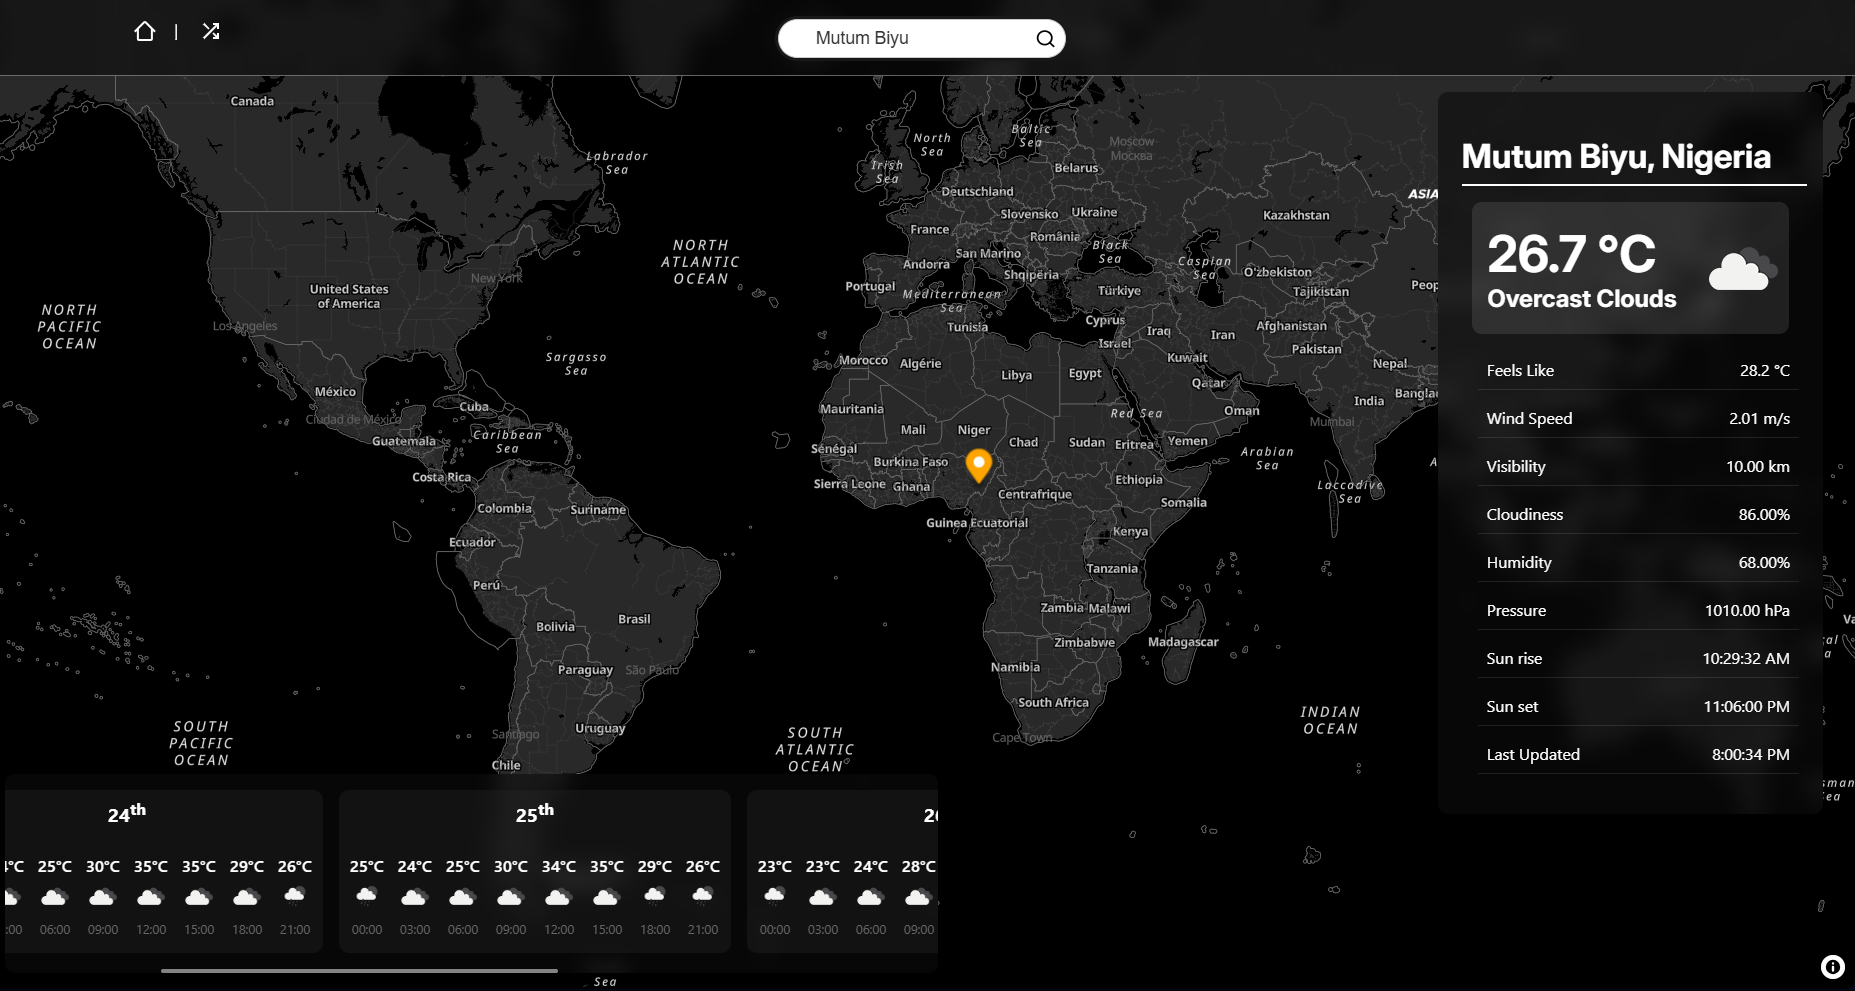 |
Mutum Biyu
Canada
Labrador
Sea
North
Sea
Baltic
Sea
Irish
Sea
Moscow
Москва
Belarus
Deutschland
ASIA
Slovensko
Ukraine
Kazakhstan
France
România
NORTH
ATLANTIC
OCEAN
San Marino
Black
Sea
Andorra
Caspian
Sea
Shqipëria
O'zbekiston
New York
Portugal
Türkiye
Tajikistan
United States
of America
Mediterranean
Sea
NORTH
PACIFIC
OCEAN
Los Angeles
Tunisia
Cyprus
Iraq
Iran
Afghanistan
Israel
Pakistan
Sargasso
Sea
Morocco
Algérie
Kuwait
Nepal
Libya
Egypt
Qatar
México
India
Cuba
Mauritania
Red Sea
Oman
Ciudad de México
Mumbai
Guatemala
Caribbean
Sea
Mali
Niger
Chad
Sudan
Eritrea
Yemen
Sénégal
Arabian
Sea
Burkina Faso
Costa Rica
Sierra Leone
Ghana
Ethiopia
Laccadive
Sea
Centrafrique
Somalia
Colombia
Suriname
Guinea Ecuatorial
Kenya
Ecuador
Tanzania
Perú
Zambia
Malawi
Brasil
Bolivia
Zimbabwe
Madagascar
Paraguay
São Paulo
Namibia
South Africa
INDIAN
OCEAN
SOUTH
PACIFIC
OCEAN
Santiago
Uruguay
SOUTH
ATLANTIC
OCEAN
Cape Town
Chile
Sea
Mutum Biyu, Nigeria
26.7 °C
Overcast Clouds
Feels Like 28.2 °C
Wind Speed 2.01 m/s
Visibility 10.00 km
Cloudiness 86.00%
Humidity 68.00%
Pressure 1010.00 hPa
Sun rise 10:29:32 AM
Sun set 11:06:00 PM
Last Updated 8:00:34 PM
24th
25°C 30°C 35°C 35°C 29°C 26°C
06:00 09:00 12:00 15:00 18:00 21:00
25th
25°C 24°C 25°C 30°C 34°C 35°C 29°C 26°C
00:00 03:00 06:00 09:00 12:00 15:00 18:00 21:00
23°C 23°C 24°C 28°C
00:00 03:00 06:00 09:00